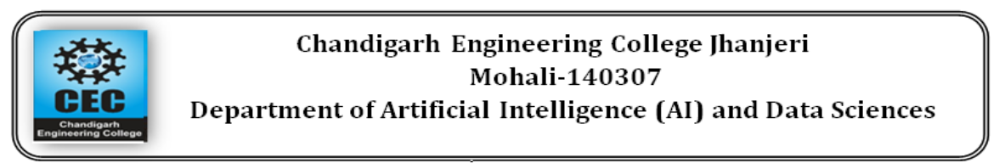 Chandigarh Engineering College Jhanjeri
Mohali-140307
Department of Artificial Intelligence (AI) and Data Sciences
CEC
Chandigarh
Engineering College